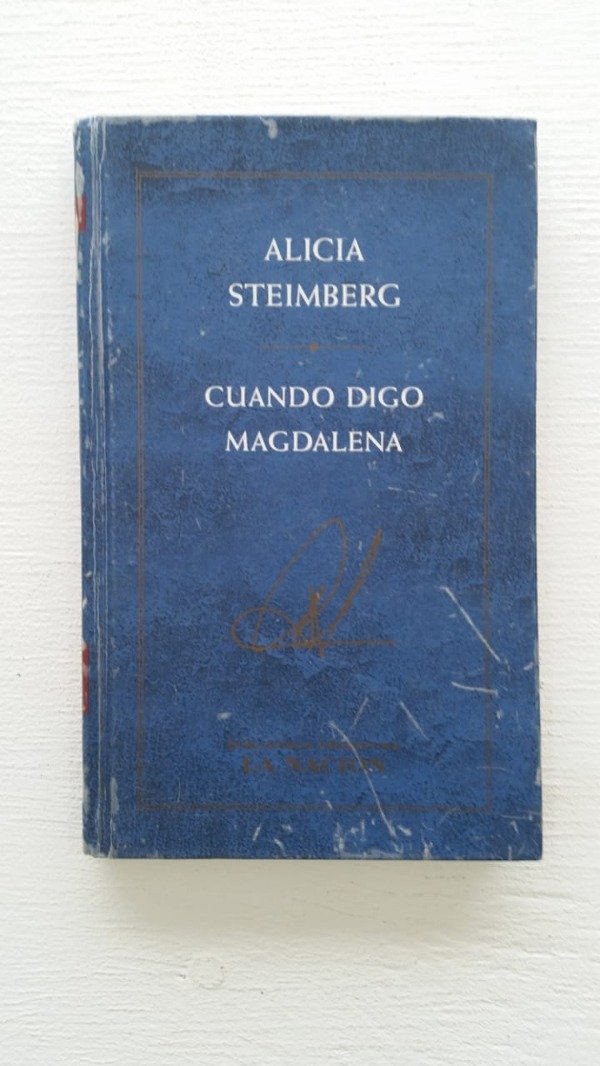 ALICIA
STEIMBERG
CUANDO DIGO
MAGDALENA
LA NACION